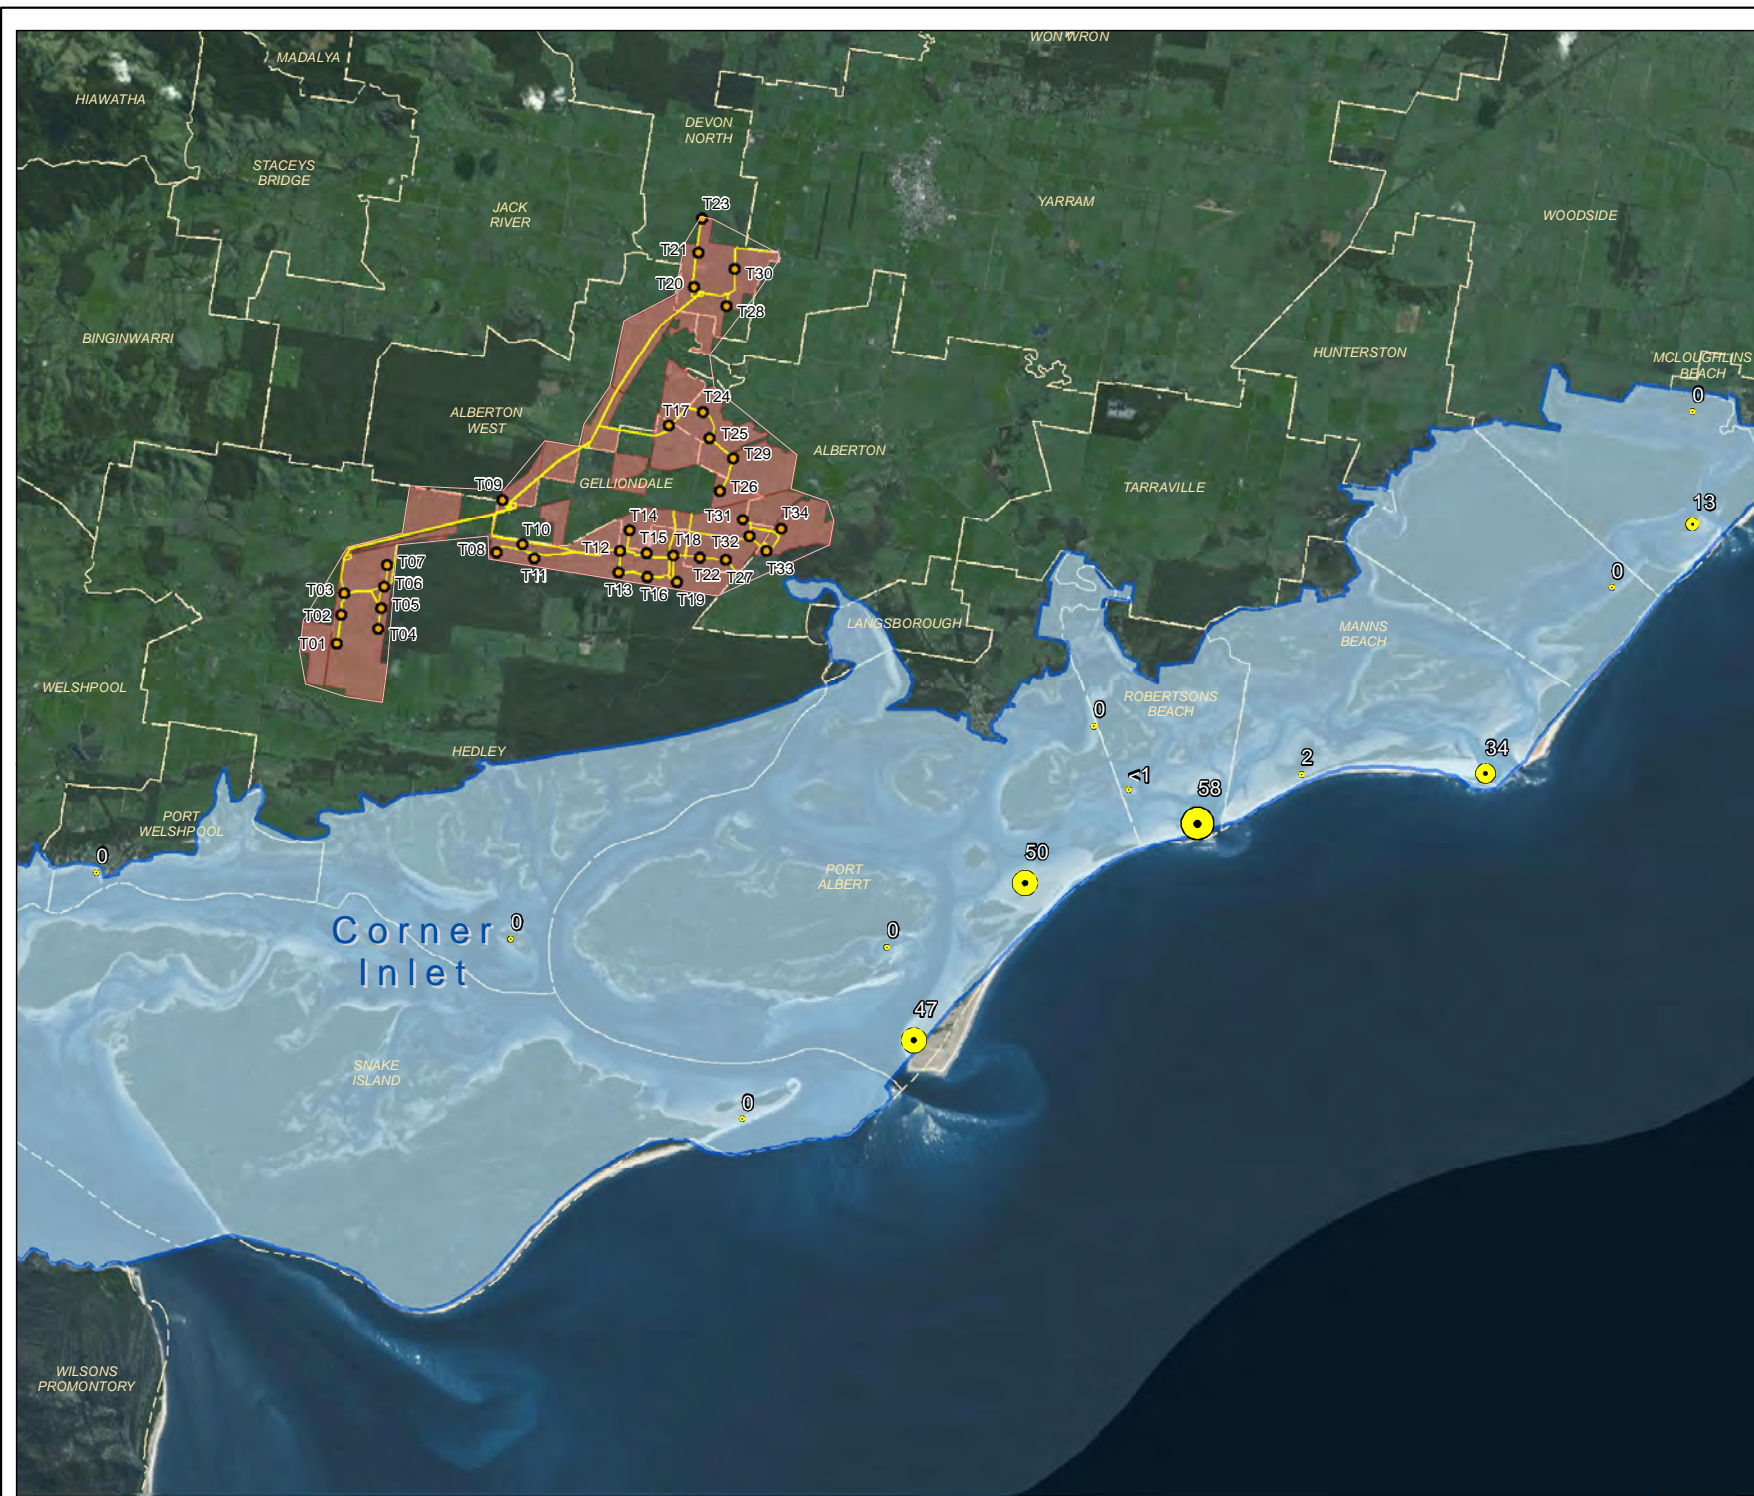 WON WRON
MADALYA
HIAWATHA
DEVON
NORTH
STACEYS
BRIDGE
JACK
RIVER
YARRAM
WOODSIDE
T23
T21
T30
T20
T28
BINGINWARRI
HUNTERSTON
MCLOUGHLINS
BEACH
0
ALBERTON
WEST
T24
T17
T25
T29
ALBERTON
T09
GELLIONDALE
T26
TARRAVILLE
13
T14
T31
T34
T10
T08
T12
T15
T18
T32
T11
T33
T07
T13
T16
T22
T27
T19
0
T03
T06
T02
T05
T01
T04
LANGSBOROUGH
MANNS
BEACH
WELSHPOOL
ROBERTSONS
BEACH
0
HEDLEY
34
2
<1
58
PORT
WELSHPOOL
0
50
PORT
ALBERT
Corner
Inlet
0
0
47
SNAKE
ISLAND
0
WILSONS
PROMONTORY